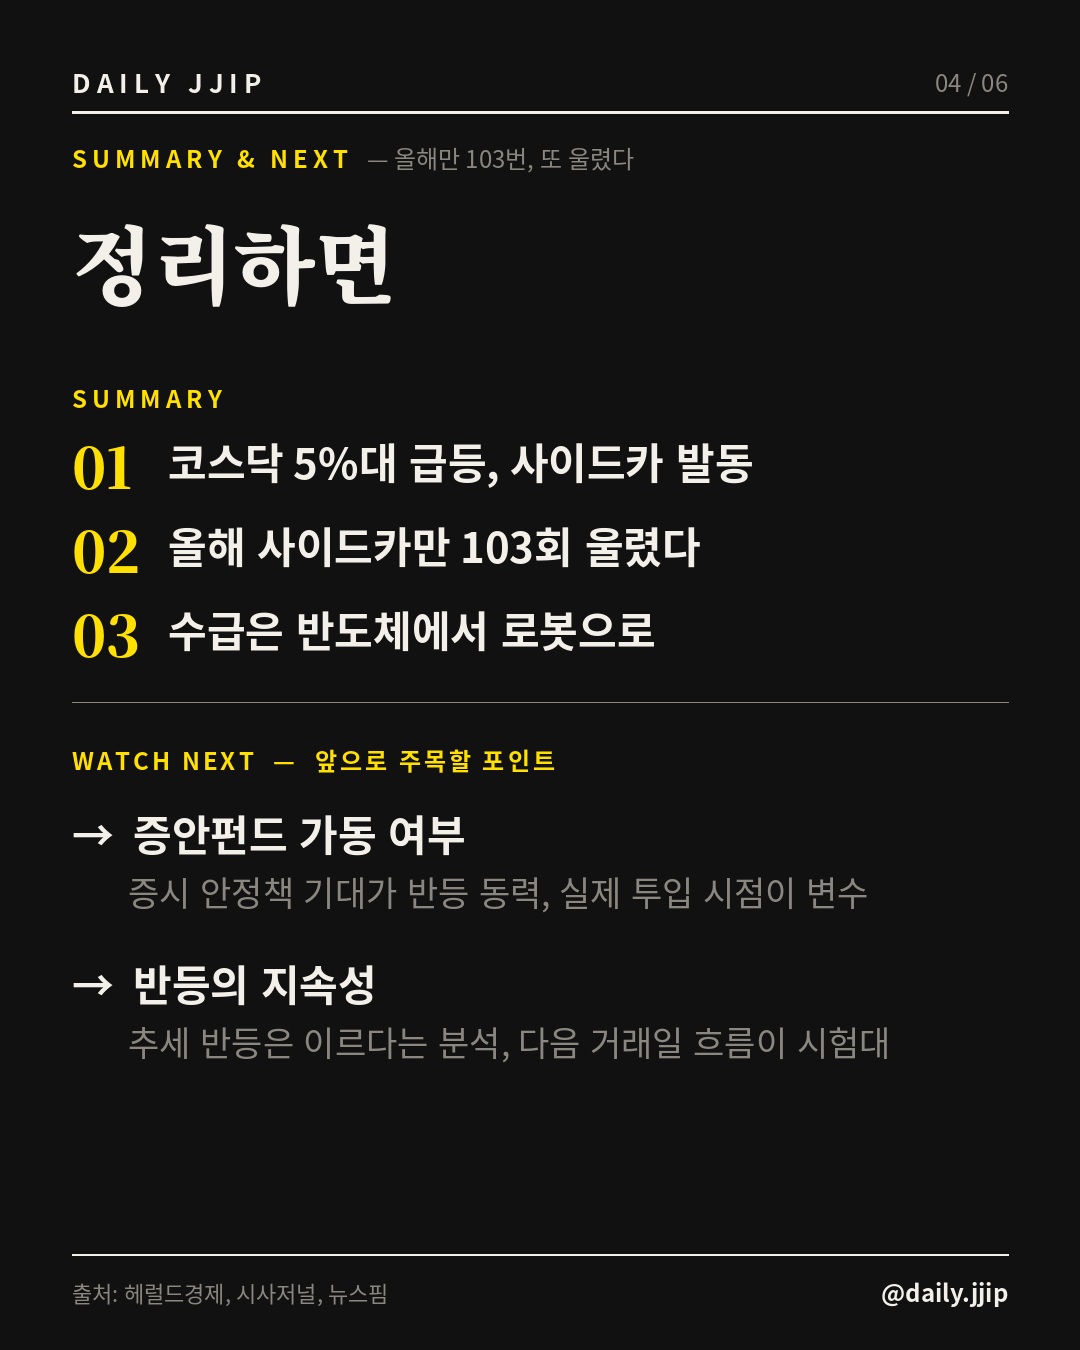 DAILY JJIP
04 / 06
SUMMARY & NEXT — 올해만 103번, 또 울렸다
정리하면
SUMMARY
01 코스닥 5%대 급등, 사이드카 발동
02 올해 사이드카만 103회 울렸다
03 수급은 반도체에서 로봇으로
WATCH NEXT — 앞으로 주목할 포인트
→ 증안펀드 가동 여부
증시 안정책 기대가 반등 동력, 실제 투입 시점이 변수
→ 반등의 지속성
추세 반등은 이르다는 분석, 다음 거래일 흐름이 시험대
출처: 헤럴드경제, 시사저널, 뉴스핌
@daily.jjip